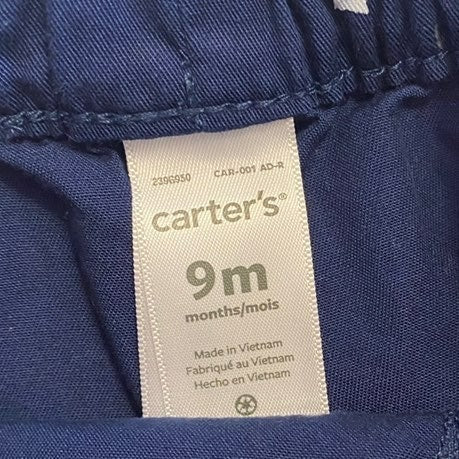 239G950 CAR-001 AD-R
carter's®
9m
months/mois
Made in Vietnam
Fabriqué au Vietnam
Hecho en Vietnam